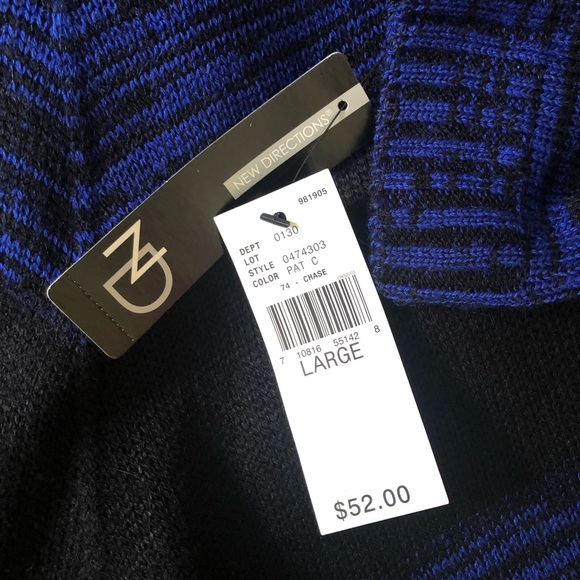 NEW DIRECTIONS®
ND
981905
DEPT 0130
LOT
STYLE 0474303
COLOR PAT C
74 - CHASE
7 10816 55142 8
LARGE
$52.00